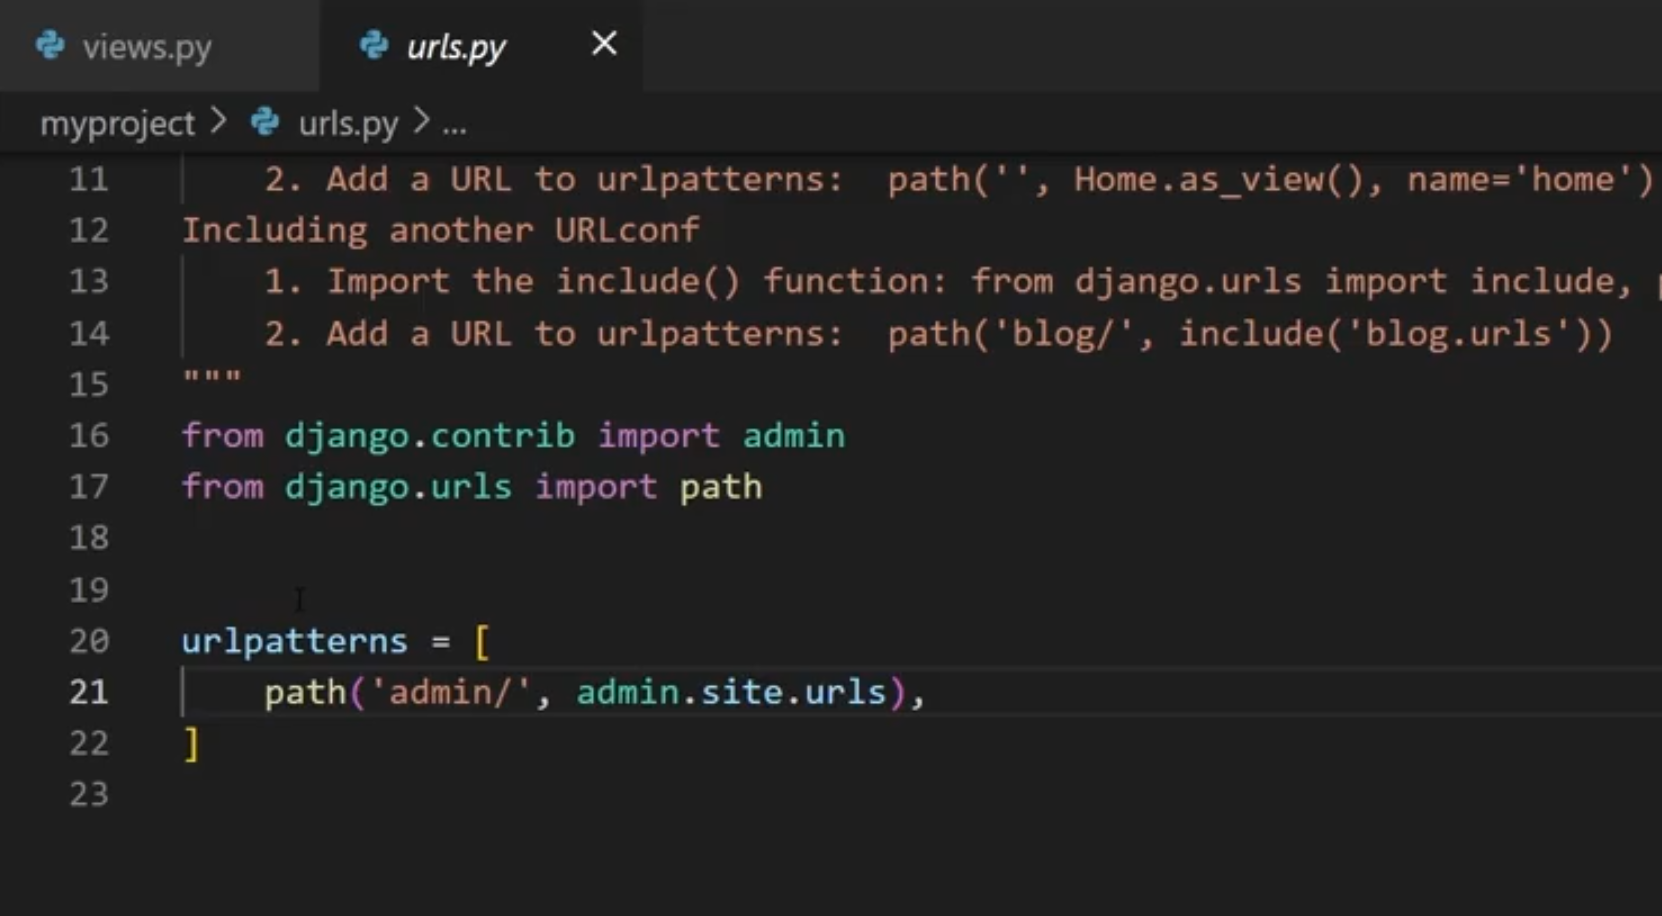 views.py urls.py
myproject > urls.py > ...
11 2. Add a URL to urlpatterns:  path('', Home.as_view(), name='home')
12 Including another URLconf
13 1. Import the include() function: from django.urls import include,
14 2. Add a URL to urlpatterns:  path('blog/', include('blog.urls'))
15 """
16 from django.contrib import admin
17 from django.urls import path
18
19
20 urlpatterns = [
21 path('admin/', admin.site.urls),
22 ]
23